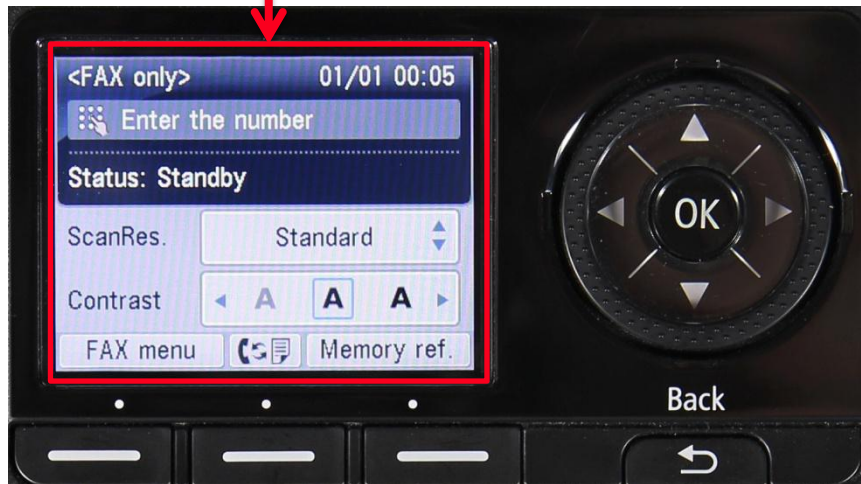 <FAX only> 01/01 00:05
Enter the number
Status: Standby
ScanRes. Standard
Contrast A A A
FAX menu Memory ref.
OK
Back